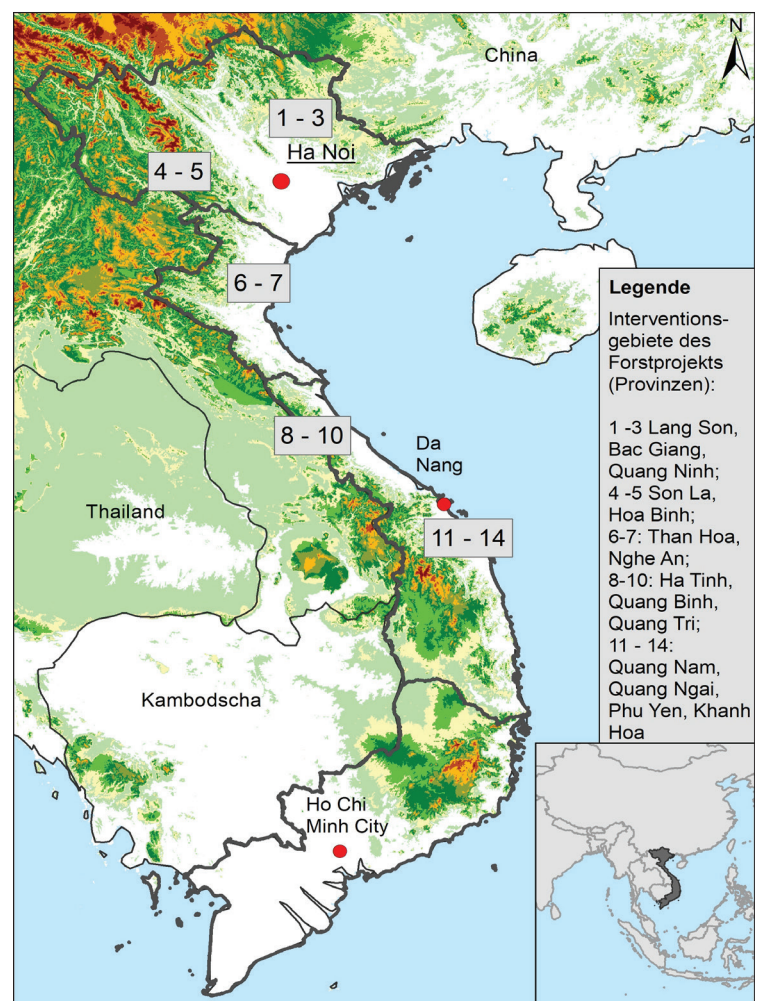 China
N
1 - 3
Ha Noi
4 - 5
6 - 7
Legende
Interventions-
gebiete des
Forstprojekts
(Provinzen):
1 -3 Lang Son,
Bac Giang,
Quang Ninh;
4 -5 Son La,
Hoa Binh;
6-7: Than Hoa,
Nghe An;
8-10: Ha Tinh,
Quang Binh,
Quang Tri;
11 - 14:
Quang Nam,
Quang Ngai,
Phu Yen, Khanh
Hoa
8 - 10
Da
Nang
Thailand
11 - 14
Kambodscha
Ho Chi
Minh City